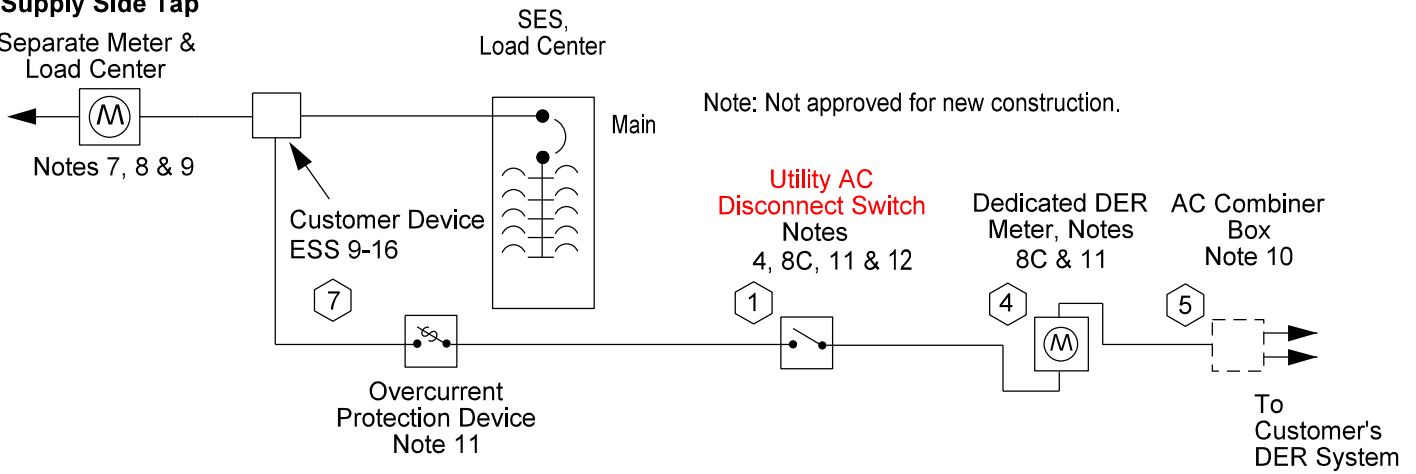 Supply Side Tap
Separate Meter &
Load Center
M
Notes 7, 8 & 9
SES,
Load Center
Main
Note: Not approved for new construction.
Customer Device
ESS 9-16
7
Overcurrent
Protection Device
Note 11
Utility AC
Disconnect Switch
Notes
4, 8C, 11 & 12
1
Dedicated DER
Meter, Notes
8C & 11
4
M
AC Combiner
Box
Note 10
5
To
Customer's
DER System